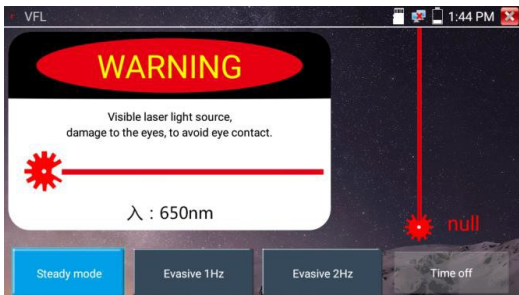 VFL
1:44 PM
WARNING
Visible laser light source,
damage to the eyes, to avoid eye contact.
入：650nm
null
Steady mode
Evasive 1Hz
Evasive 2Hz
Time off